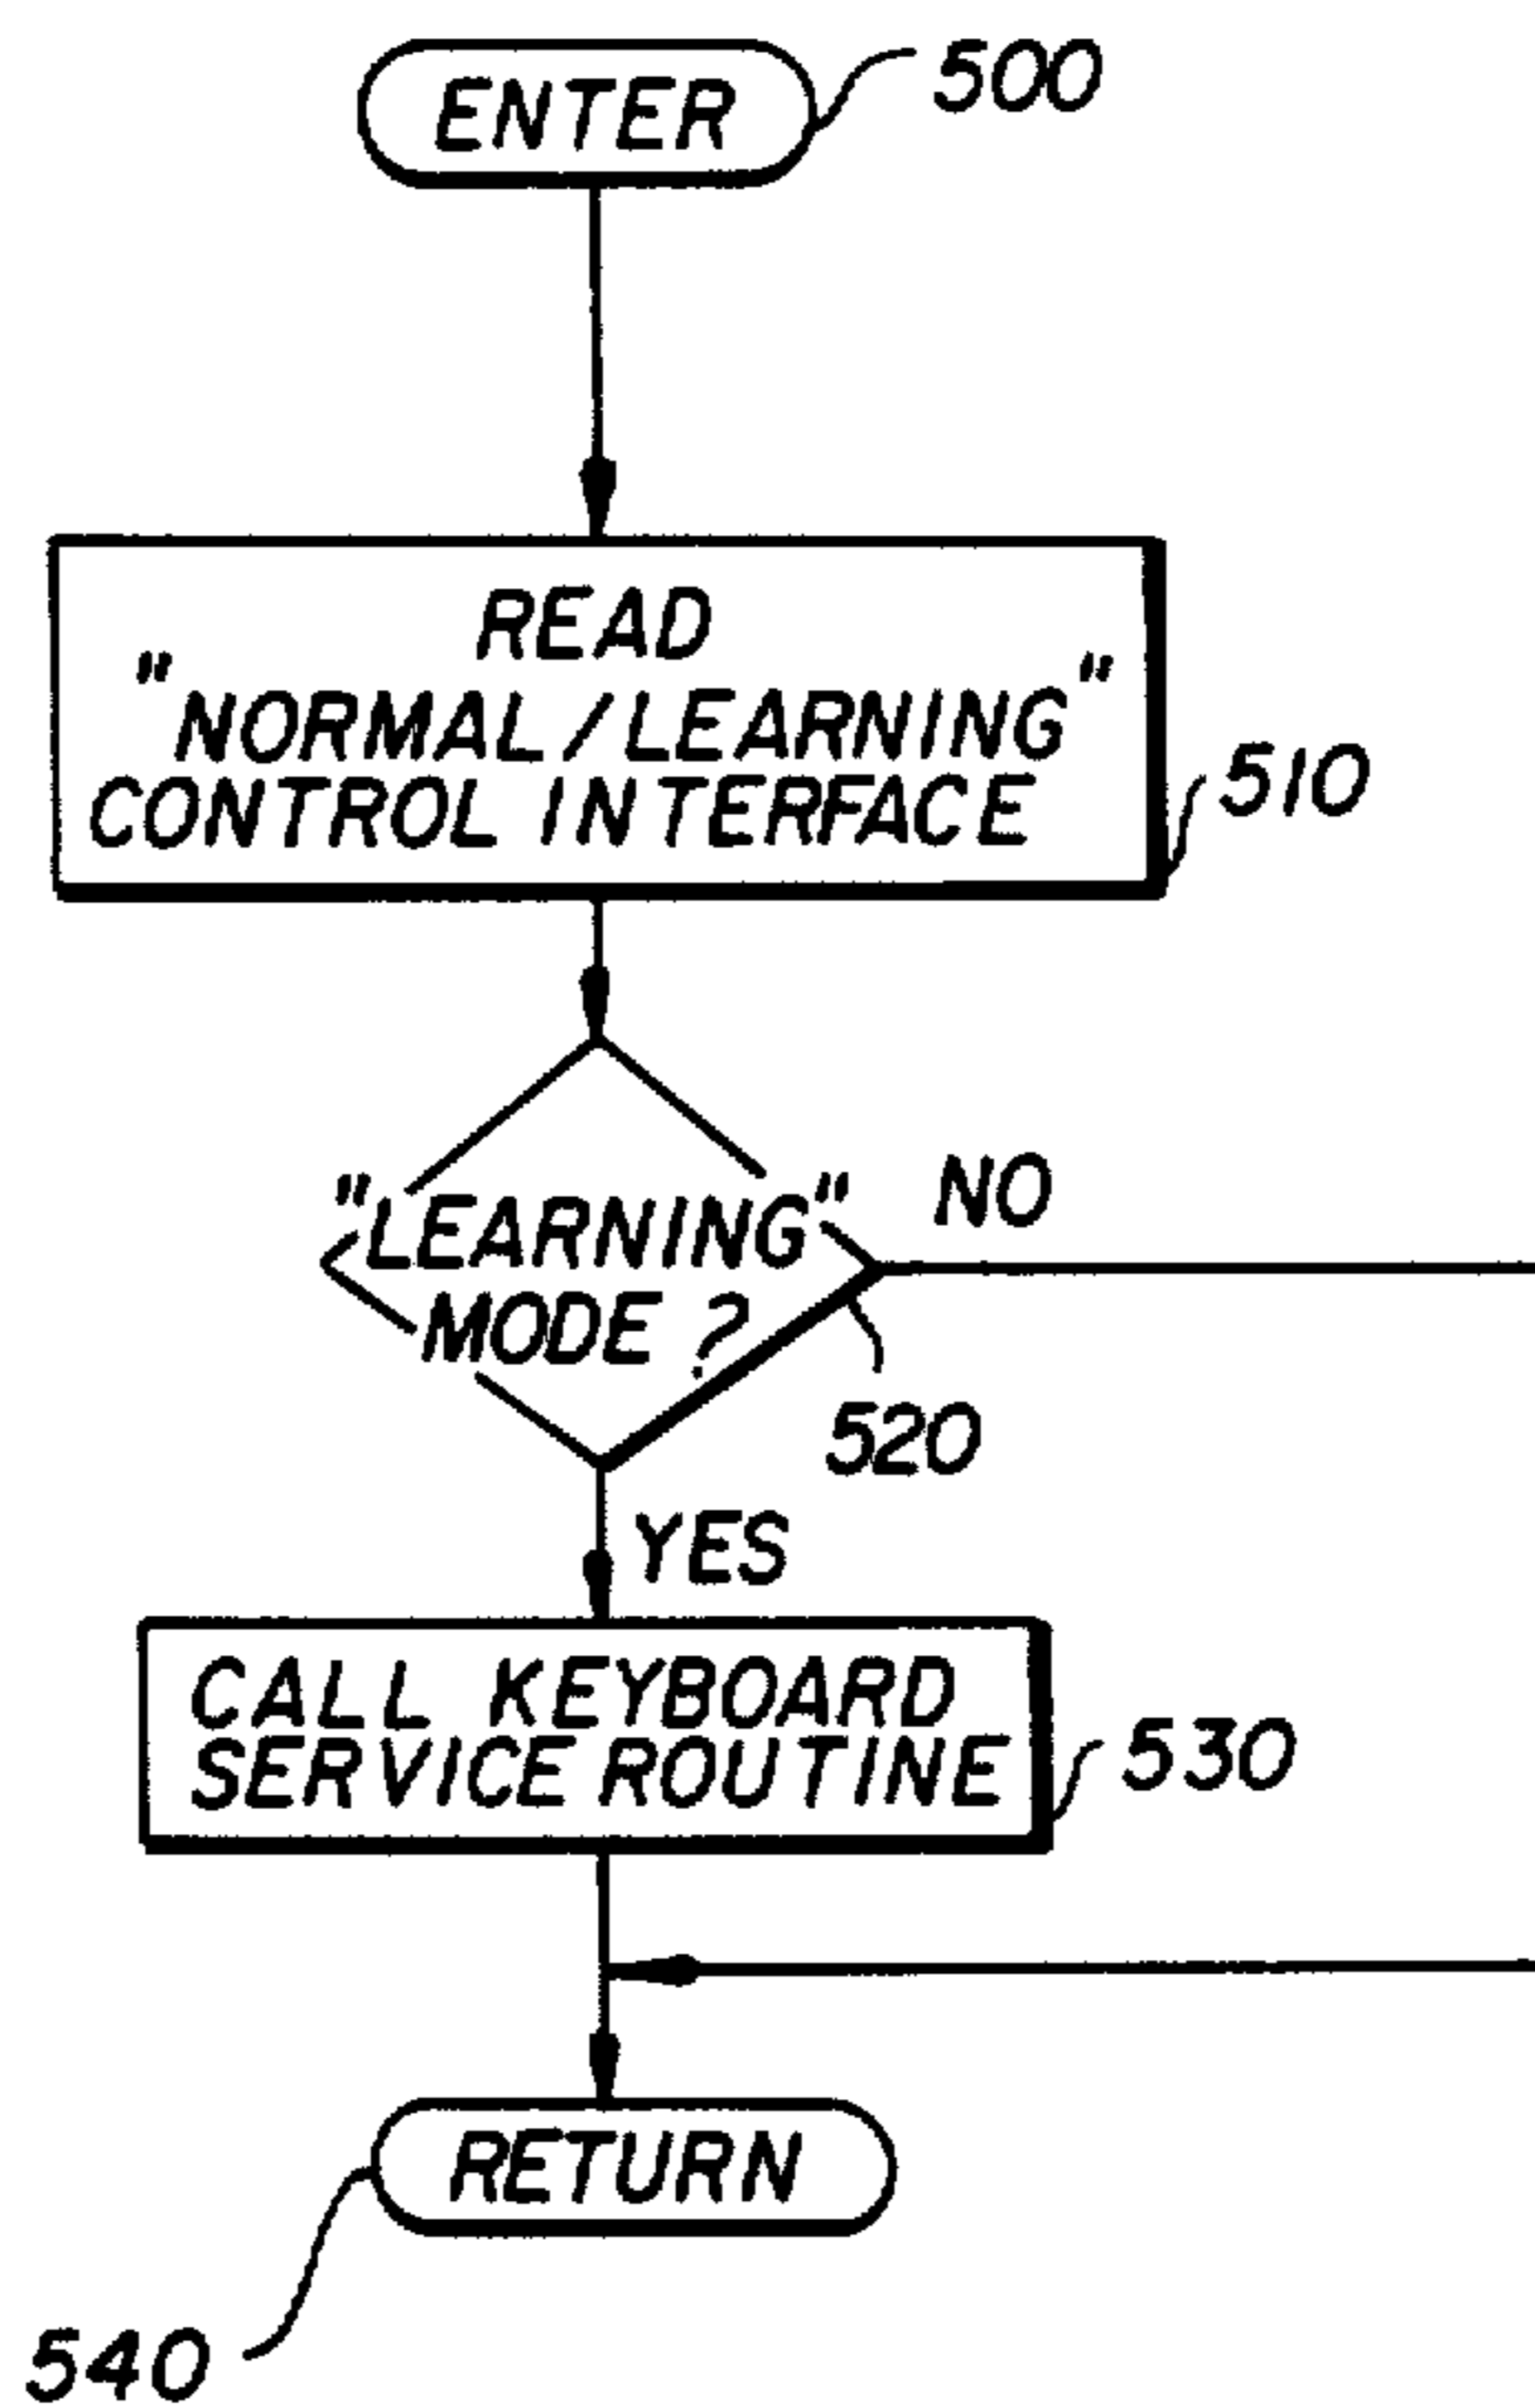 ENTER
500
READ
"NORMAL/LEARNING"
CONTROL INTERFACE
510
"LEARNING"
MODE?
NO
520
YES
CALL KEYBOARD
SERVICE ROUTINE
530
RETURN
540